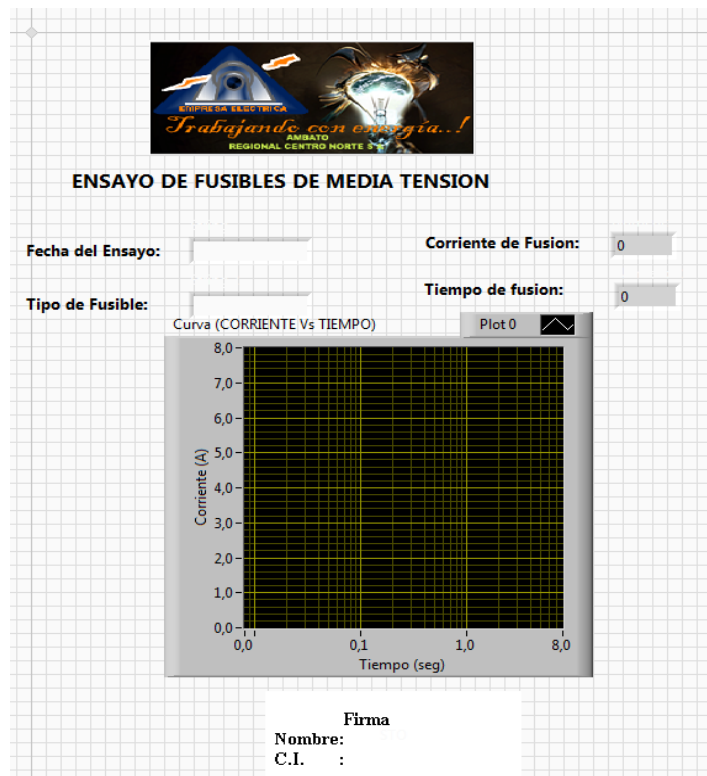 EMPRESA ELECTRICA
Trabajando con energía..!
AMBATO
REGIONAL CENTRO NORTE S A
ENSAYO DE FUSIBLES DE MEDIA TENSION
Fecha del Ensayo:
Corriente de Fusion:
0
Tipo de Fusible:
Tiempo de fusion:
0
Curva (CORRIENTE Vs TIEMPO)
Plot 0
8,0
7,0
6,0
5,0
4,0
3,0
2,0
1,0
0,0
Corriente (A)
0,0 0,1 1,0 8,0
Tiempo (seg)
Firma
Nombre:
C.I. :